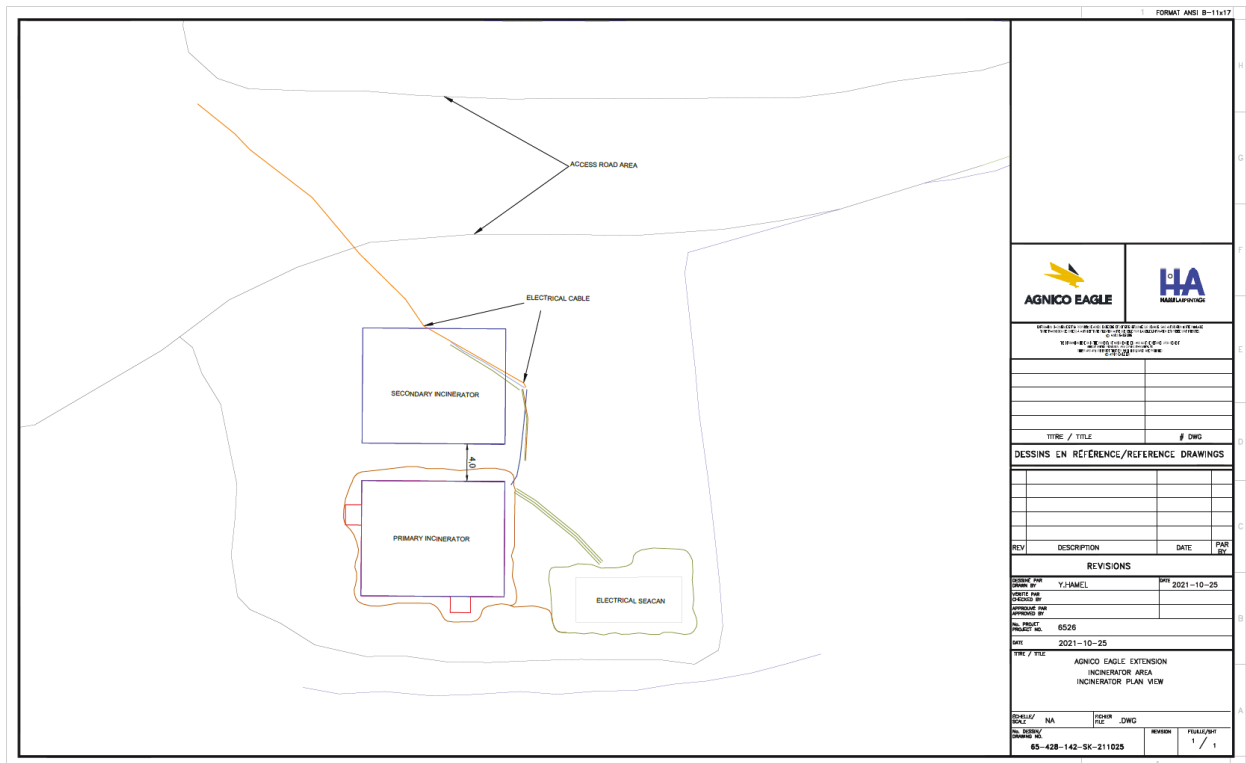 1 FORMAT ANSI B-11x17
H
G
F
E
D
C
B
A
ACCESS ROAD AREA
ELECTRICAL CABLE
SECONDARY INCINERATOR
4,0
PRIMARY INCINERATOR
ELECTRICAL SEACAN
AGNICO EAGLE
HA
TITRE / TITLE # DWG
DESSINS EN RÉFÉRENCE/REFERENCE DRAWINGS
REV DESCRIPTION DATE PAR
BY
REVISIONS
DESSINÉ PAR
DRAWN BY Y.HAMEL DATE 2021-10-25
VÉRIFIÉ PAR
CHECKED BY
APPROUVÉ PAR
APPROVED BY
No. PROJET
PROJECT NO. 6526
DATE 2021-10-25
TITRE / TITLE
AGNICO EAGLE EXTENSION
INCINERATOR AREA
INCINERATOR PLAN VIEW
ÉCHELLE/
SCALE NA FICHIER
FILE .DWG
No. DESSIN/
DRAWING NO. REVISION FEUILLE/SHT
65-428-142-SK-211025 1 / 1